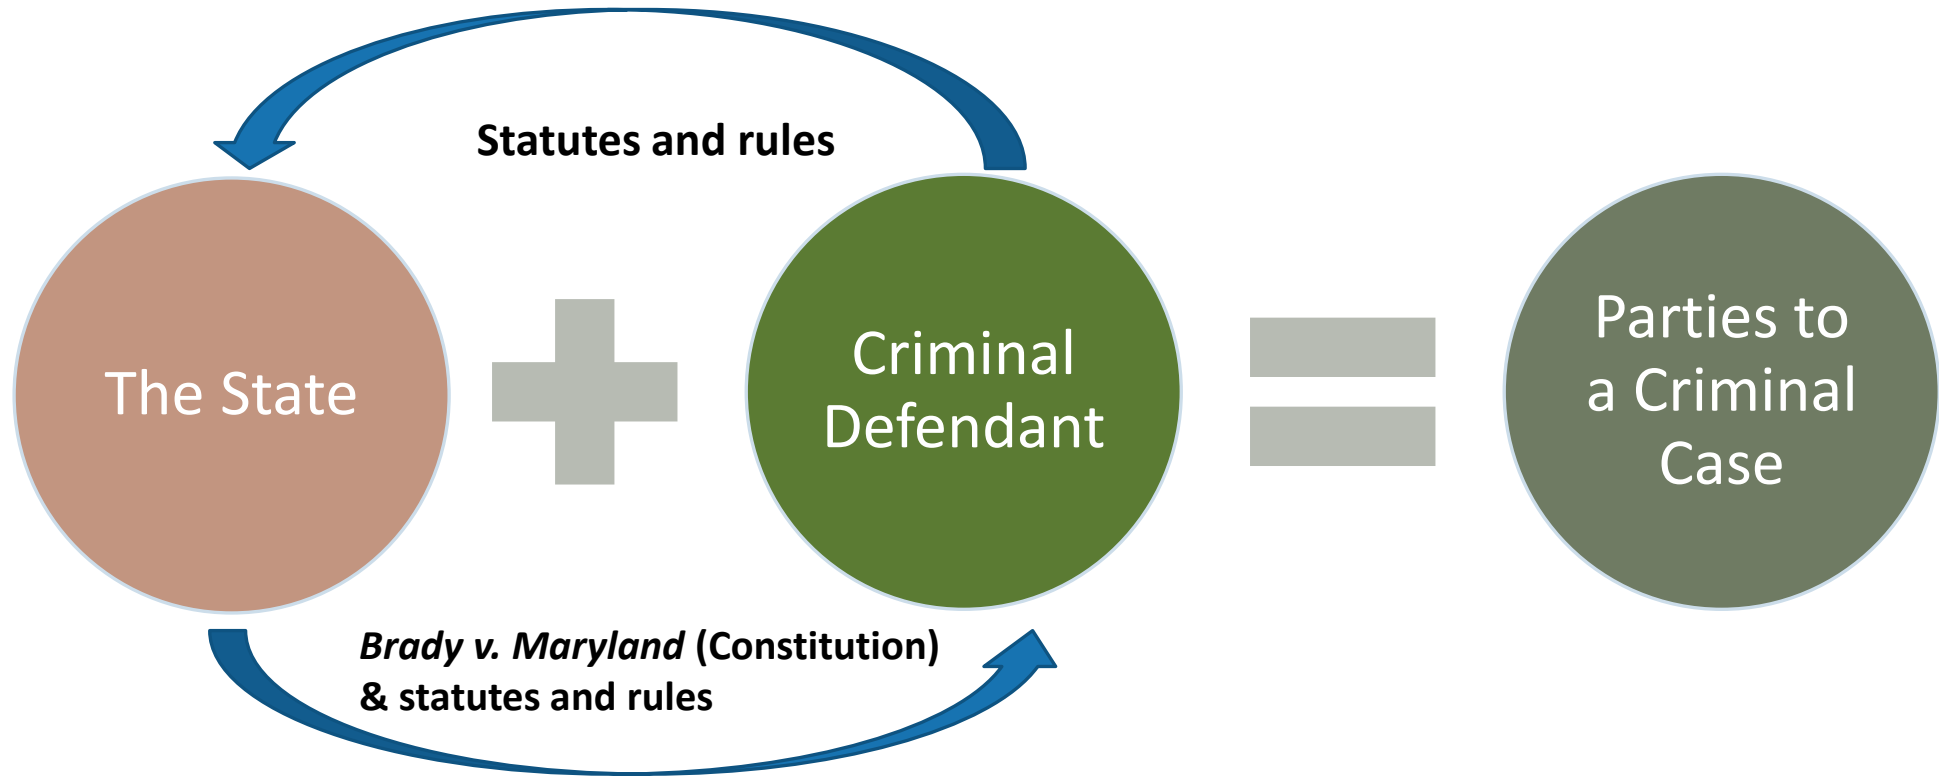 Statutes and rules
The State
Criminal
Defendant
Parties to
a Criminal
Case
Brady v. Maryland (Constitution)
& statutes and rules